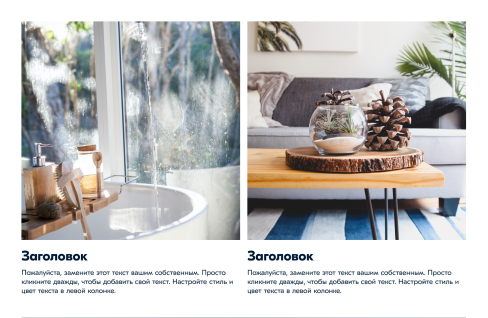 Заголовок
Пожалуйста, замените этот текст вашим собственным. Просто
кликните дважды, чтобы добавить свой текст. Настройте стиль и
цвет текста в левой колонке.
Заголовок
Пожалуйста, замените этот текст вашим собственным. Просто
кликните дважды, чтобы добавить свой текст. Настройте стиль и
цвет текста в левой колонке.